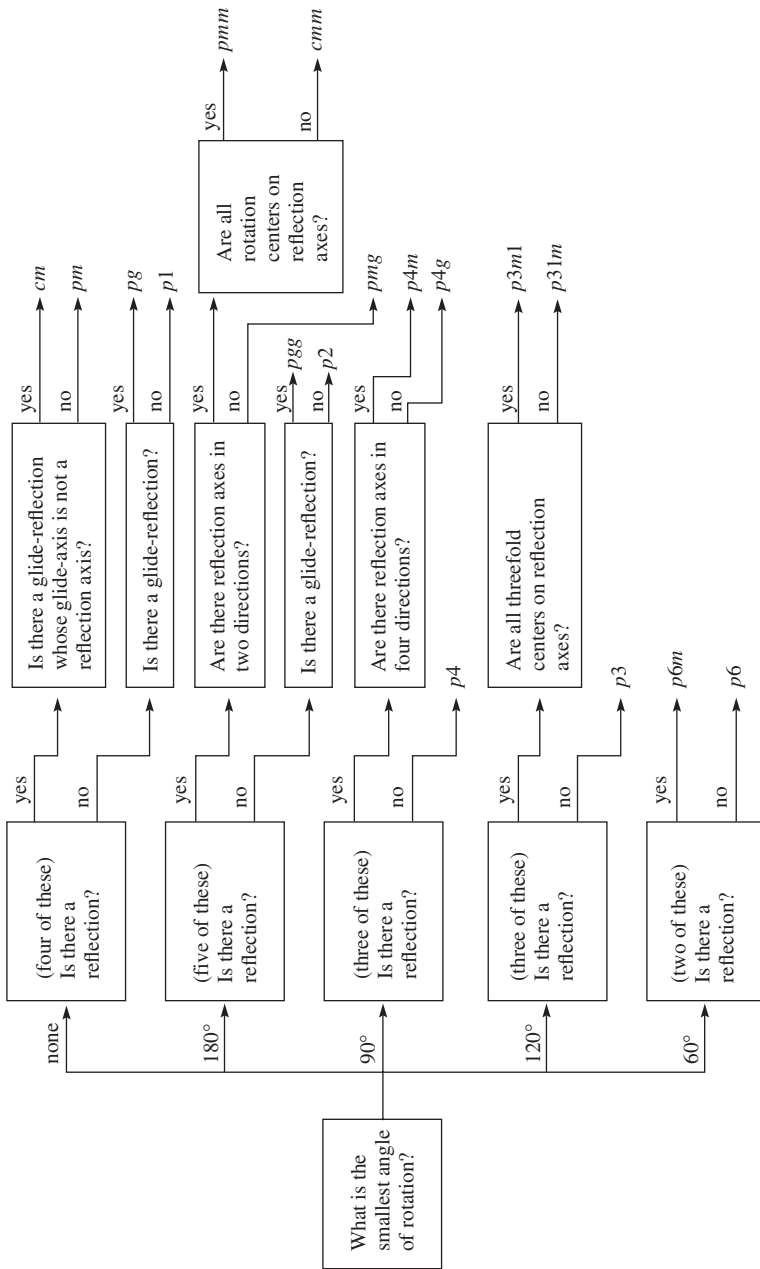 What is the
smallest angle
of rotation?
none
(four of these)
Is there a
reflection?
yes
no
Is there a glide-reflection
whose glide-axis is not a
reflection axis?
yes
cm
no
pm
Is there a glide-reflection?
yes
pg
no
p1
180°
(five of these)
Is there a
reflection?
yes
no
Are there reflection axes in
two directions?
yes
no
Are all
rotation
centers on
reflection
axes?
yes
pmm
no
cmm
pmg
Is there a glide-reflection?
yes
pgg
no
p2
90°
(three of these)
Is there a
reflection?
yes
no
Are there reflection axes in
four directions?
yes
p4m
no
p4g
p4
120°
(three of these)
Is there a
reflection?
yes
no
Are all threefold
centers on reflection
axes?
yes
p3m1
no
p31m
p3
60°
(two of these)
Is there a
reflection?
yes
p6m
no
p6